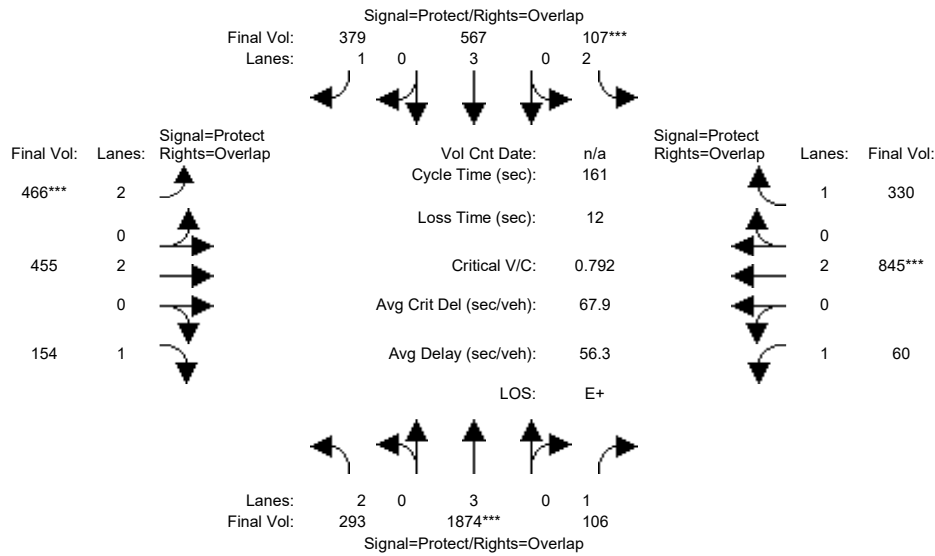 Signal=Protect/Rights=Overlap
Final Vol: 379 567 107***
Lanes: 1 0 3 0 2
Signal=Protect Signal=Protect
Final Vol: Lanes: Rights=Overlap Vol Cnt Date: n/a Rights=Overlap Lanes: Final Vol:
Cycle Time (sec): 161
466*** 2 1 330
Loss Time (sec): 12
0 0
455 2 Critical V/C: 0.792 2 845***
0 Avg Crit Del (sec/veh): 67.9 0
154 1 Avg Delay (sec/veh): 56.3 1 60
LOS: E+
Lanes: 2 0 3 0 1
Final Vol: 293 1874*** 106
Signal=Protect/Rights=Overlap